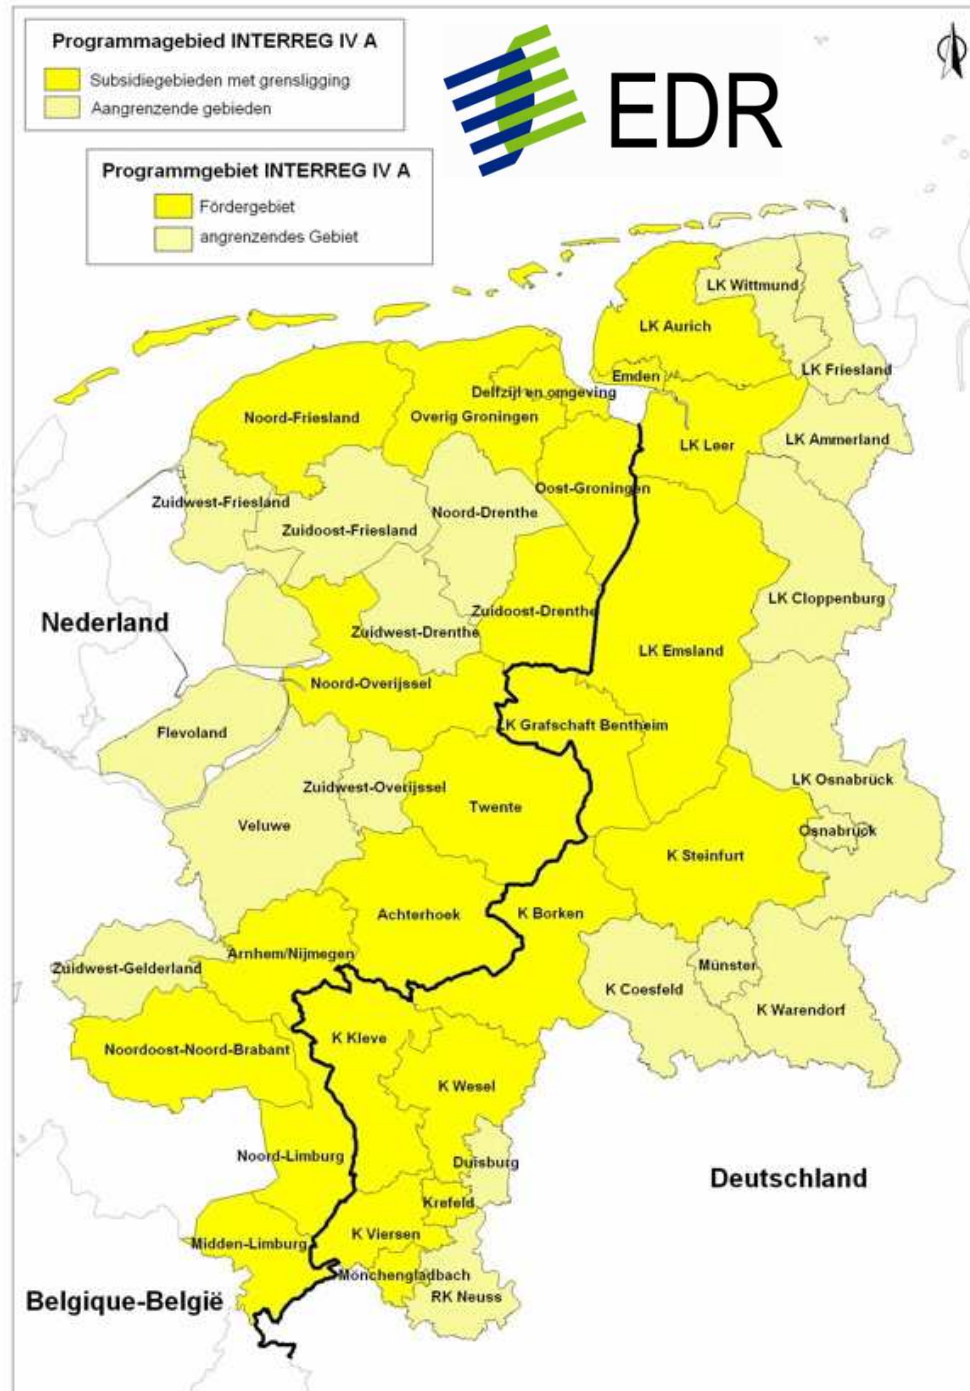 Programmagebied INTERREG IV A
Subsidiegebieden met grensligging
Aangrenzende gebieden
EDR
Programmgebiet INTERREG IV A
Fördergebiet
angrenzendes Gebiet
LK Wittmund
LK Aurich
LK Friesland
Emden
Delfzijl en omgeving
Noord-Friesland
Overig Groningen
LK Leer
LK Ammerland
Oost-Groningen
Zuidwest-Friesland
Noord-Drenthe
Zuidoost-Friesland
LK Cloppenburg
Zuidoost-Drenthe
Nederland
Zuidwest-Drenthe
LK Emsland
Noord-Overijssel
LK Grafschaft Bentheim
Flevoland
LK Osnabrück
Zuidwest-Overijssel
Twente
Veluwe
Osnabrück
K Steinfurt
Achterhoek
K Borken
Arnhem/Nijmegen
Zuidwest-Gelderland
Münster
K Coesfeld
K Warendorf
K Kleve
Noordoost-Noord-Brabant
K Wesel
Noord-Limburg
Duisburg
Deutschland
Krefeld
K Viersen
Midden-Limburg
Mönchengladbach
RK Neuss
Belgique-België